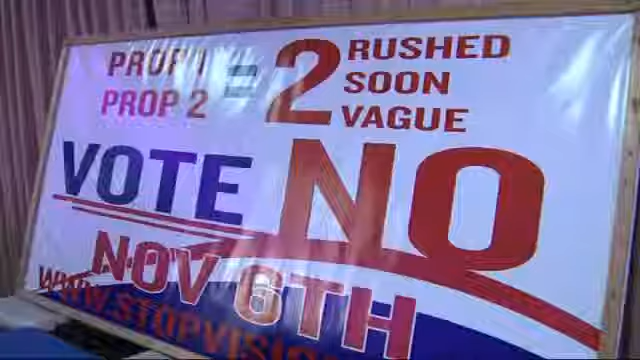 PROP 1
PROP 2
= 2
RUSHED
SOON
VAGUE
VOTE NO
NOV 6TH